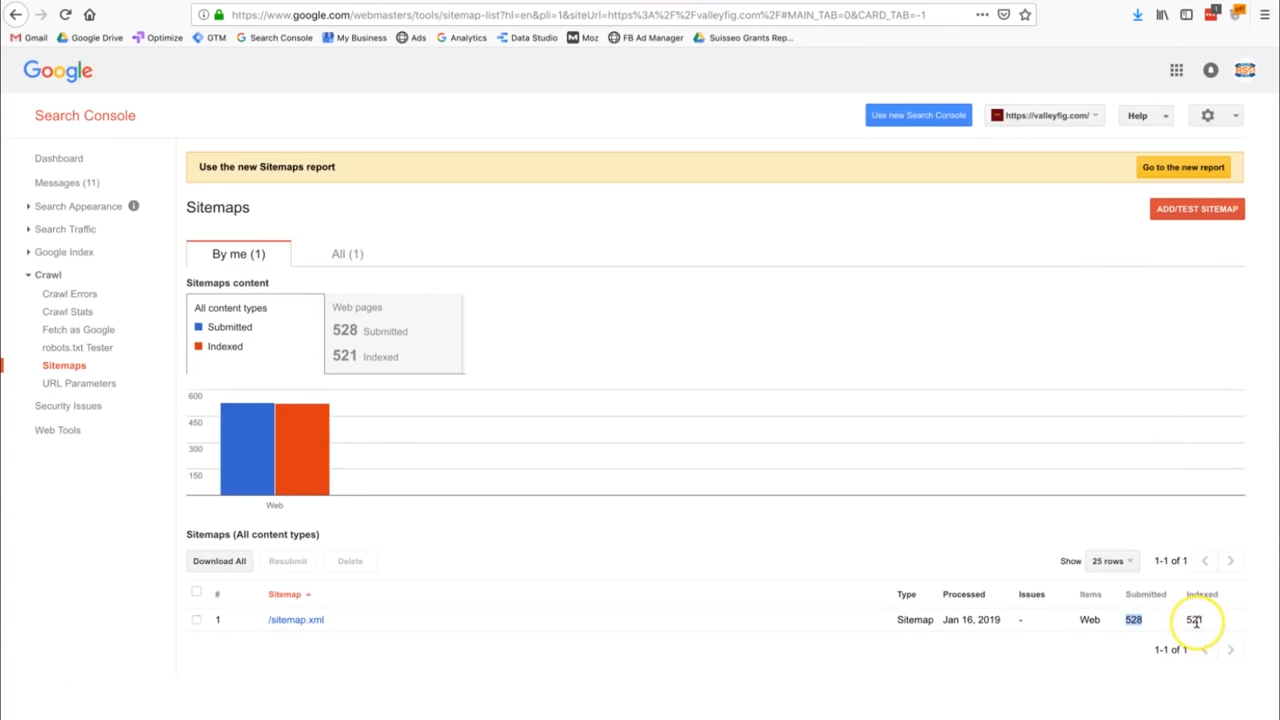 https://www.google.com/webmasters/tools/sitemap-list?hl=en&pli=1&siteUrl=https%3A%2F%2Fvalleyfig.com%2F#MAIN_TAB=0&CARD_TAB=-1
Gmail Google Drive Optimize GTM Search Console My Business Ads Analytics Data Studio Moz FB Ad Manager Suisseo Grants Rep...
Google
Search Console
Use new Search Console
https://valleyfig.com/
Help
Dashboard
Messages (11)
Search Appearance
Search Traffic
Google Index
Crawl
Crawl Errors
Crawl Stats
Fetch as Google
robots.txt Tester
Sitemaps
URL Parameters
Security Issues
Web Tools
Use the new Sitemaps report
Go to the new report
Sitemaps
ADD/TEST SITEMAP
By me (1) All (1)
Sitemaps content
All content types
Submitted
Indexed
Web pages
528 Submitted
521 Indexed
600
450
300
150
Web
Sitemaps (All content types)
Download All Resubmit Delete
Show 25 rows 1-1 of 1
# Sitemap Type Processed Issues Items Submitted Indexed
1 /sitemap.xml Sitemap Jan 16, 2019 - Web 528 521
1-1 of 1